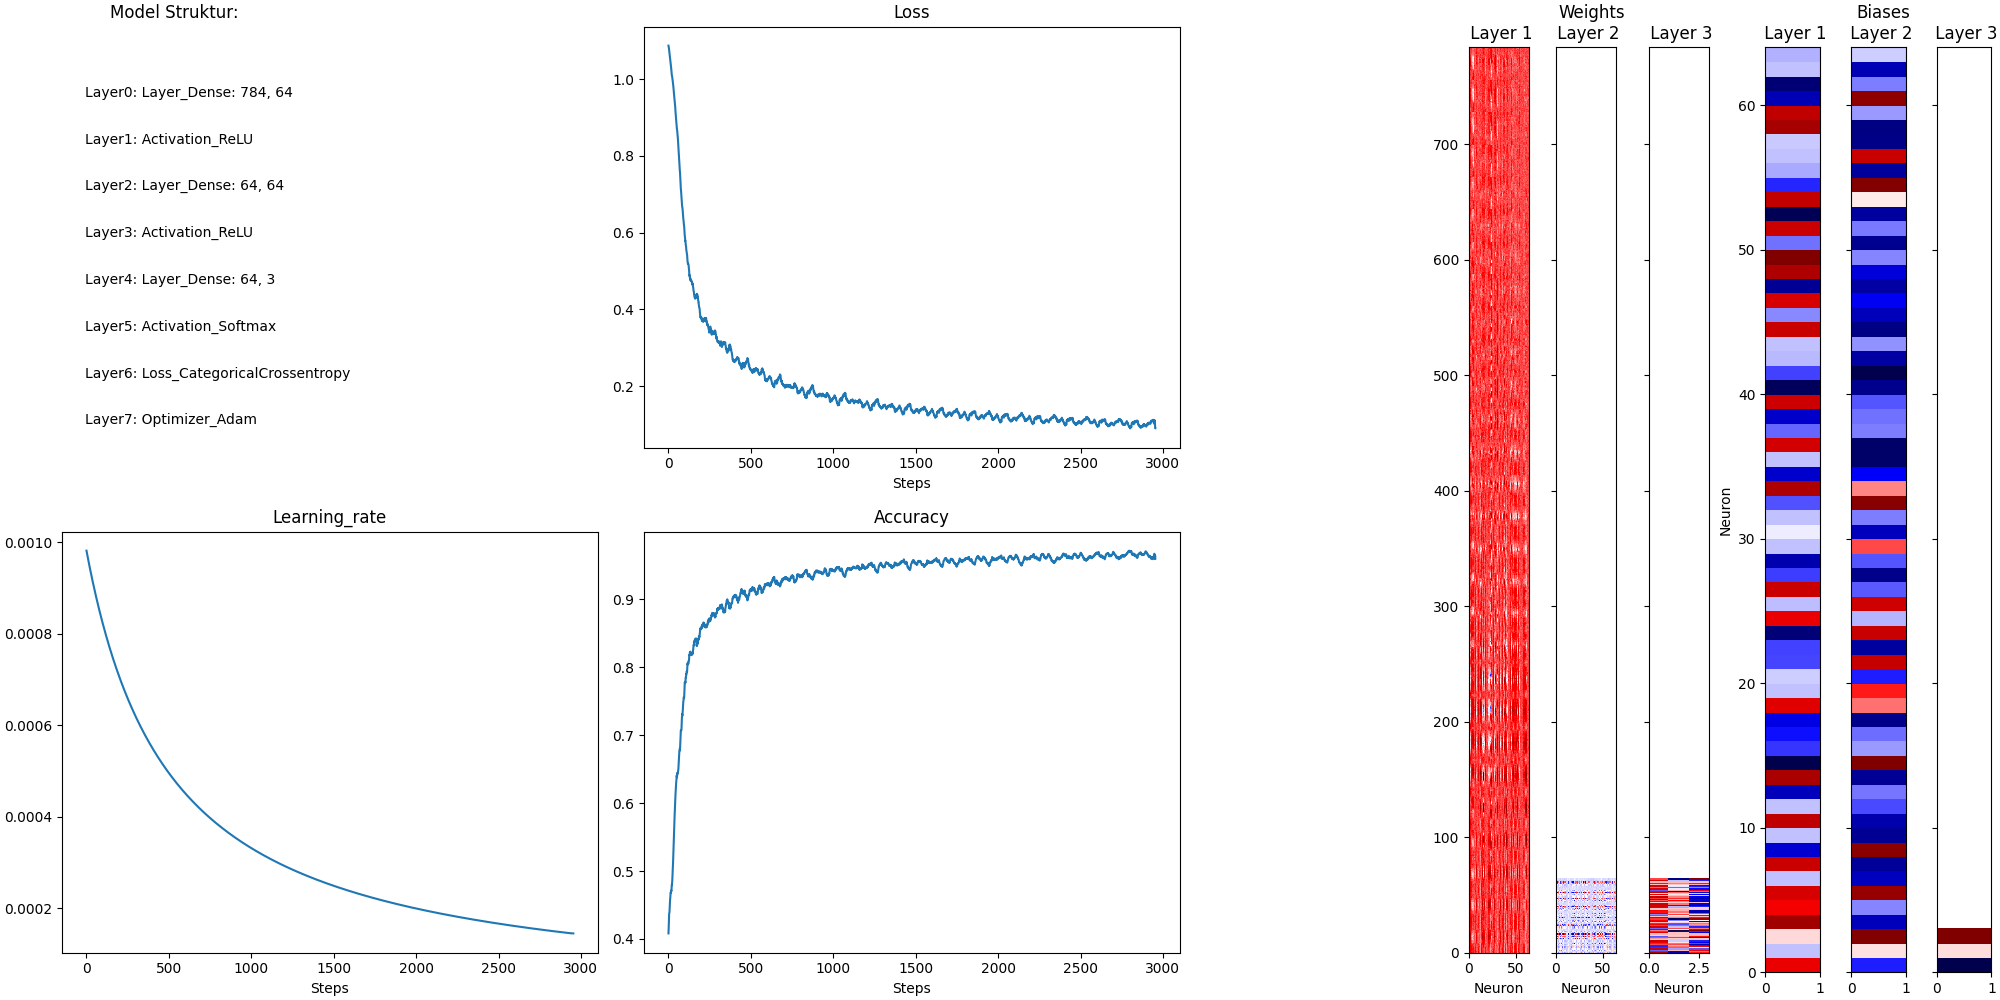 Model Struktur:
Layer0: Layer_Dense: 784, 64
Layer1: Activation_ReLU
Layer2: Layer_Dense: 64, 64
Layer3: Activation_ReLU
Layer4: Layer_Dense: 64, 3
Layer5: Activation_Softmax
Layer6: Loss_CategoricalCrossentropy
Layer7: Optimizer_Adam
Loss
1.0
0.8
0.6
0.4
0.2
0 500 1000 1500 2000 2500 3000
Steps
Learning_rate
0.0010
0.0008
0.0006
0.0004
0.0002
0 500 1000 1500 2000 2500 3000
Steps
Accuracy
0.9
0.8
0.7
0.6
0.5
0.4
0 500 1000 1500 2000 2500 3000
Steps
Weights
Layer 1 Layer 2 Layer 3
700
600
500
400
300
200
100
0
0 50 0 50 0.0 2.5
Neuron Neuron Neuron
Biases
Layer 1 Layer 2 Layer 3
60
50
40
30
20
10
0
Neuron
0 1 0 1 0 1